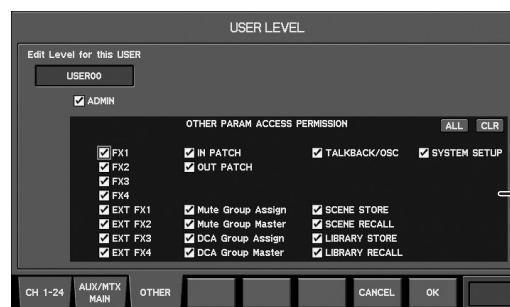 USER LEVEL
Edit Level for this USER
USER00
ADMIN
OTHER PARAM ACCESS PERMISSION
ALL CLR
FX1 IN PATCH TALKBACK/OSC SYSTEM SETUP
FX2 OUT PATCH
FX3
FX4
EXT FX1 Mute Group Assign SCENE STORE
EXT FX2 Mute Group Master SCENE RECALL
EXT FX3 DCA Group Assign LIBRARY STORE
EXT FX4 DCA Group Master LIBRARY RECALL
CH 1-24 AUX/MTX MAIN OTHER CANCEL OK